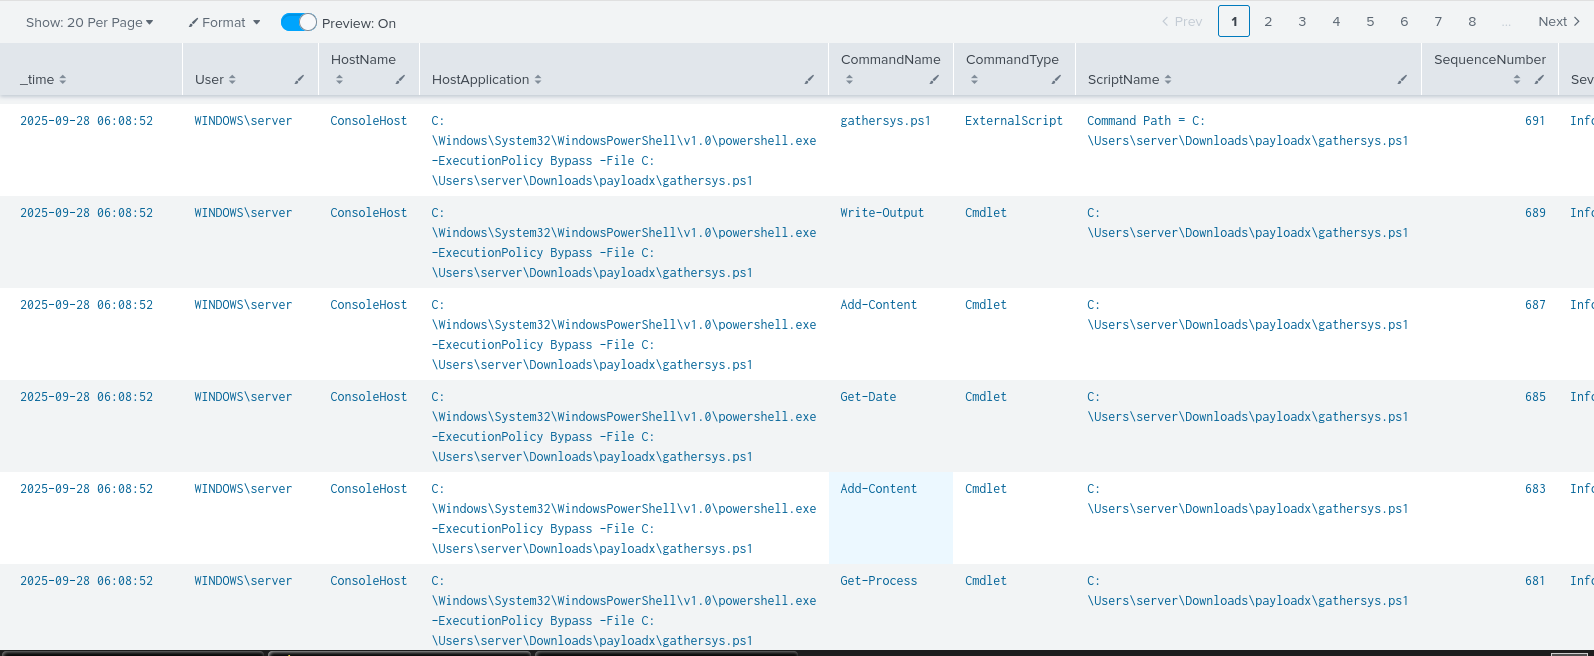 Show: 20 Per Page Format Preview: On Prev 1 2 3 4 5 6 7 8 ... Next
HostName CommandName CommandType SequenceNumber
_time User HostApplication ScriptName Sev
2025-09-28 06:08:52 WINDOWS\server ConsoleHost C: gathersys.ps1 ExternalScript Command Path = C: 691 Info
\Windows\System32\WindowsPowerShell\v1.0\powershell.exe \Users\server\Downloads\payloadx\gathersys.ps1
-ExecutionPolicy Bypass -File C:
\Users\server\Downloads\payloadx\gathersys.ps1
2025-09-28 06:08:52 WINDOWS\server ConsoleHost C: Write-Output Cmdlet C: 689 Info
\Windows\System32\WindowsPowerShell\v1.0\powershell.exe \Users\server\Downloads\payloadx\gathersys.ps1
-ExecutionPolicy Bypass -File C:
\Users\server\Downloads\payloadx\gathersys.ps1
2025-09-28 06:08:52 WINDOWS\server ConsoleHost C: Add-Content Cmdlet C: 687 Info
\Windows\System32\WindowsPowerShell\v1.0\powershell.exe \Users\server\Downloads\payloadx\gathersys.ps1
-ExecutionPolicy Bypass -File C:
\Users\server\Downloads\payloadx\gathersys.ps1
2025-09-28 06:08:52 WINDOWS\server ConsoleHost C: Get-Date Cmdlet C: 685 Info
\Windows\System32\WindowsPowerShell\v1.0\powershell.exe \Users\server\Downloads\payloadx\gathersys.ps1
-ExecutionPolicy Bypass -File C:
\Users\server\Downloads\payloadx\gathersys.ps1
2025-09-28 06:08:52 WINDOWS\server ConsoleHost C: Add-Content Cmdlet C: 683 Info
\Windows\System32\WindowsPowerShell\v1.0\powershell.exe \Users\server\Downloads\payloadx\gathersys.ps1
-ExecutionPolicy Bypass -File C:
\Users\server\Downloads\payloadx\gathersys.ps1
2025-09-28 06:08:52 WINDOWS\server ConsoleHost C: Get-Process Cmdlet C: 681 Info
\Windows\System32\WindowsPowerShell\v1.0\powershell.exe \Users\server\Downloads\payloadx\gathersys.ps1
-ExecutionPolicy Bypass -File C:
\Users\server\Downloads\payloadx\gathersys.ps1